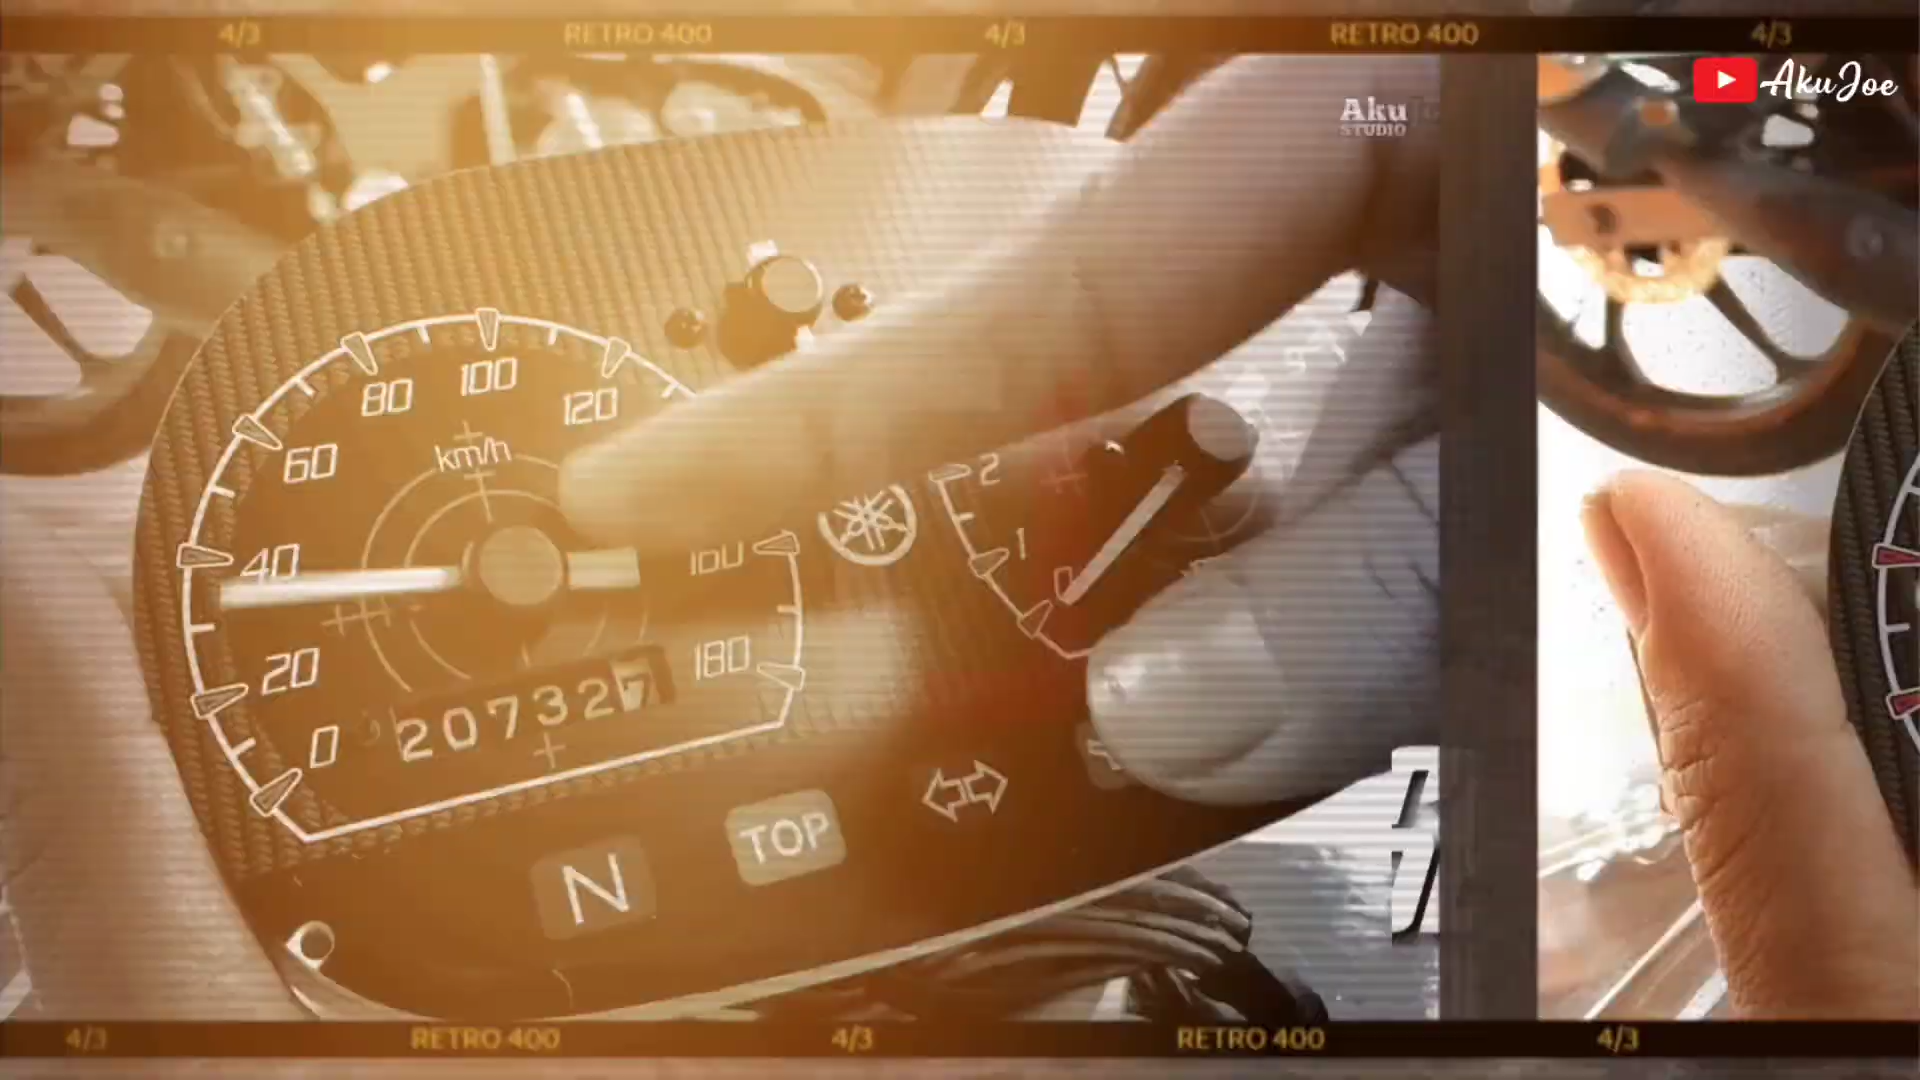 4/3 RETRO 400 4/3 RETRO 400 4/3
AkuJoe
Aku
STUDIO
80 100 120
60
km/h
2
1
0
40
160
20
180
0
207327
TOP
N
4/3 RETRO 400 4/3 RETRO 400 4/3